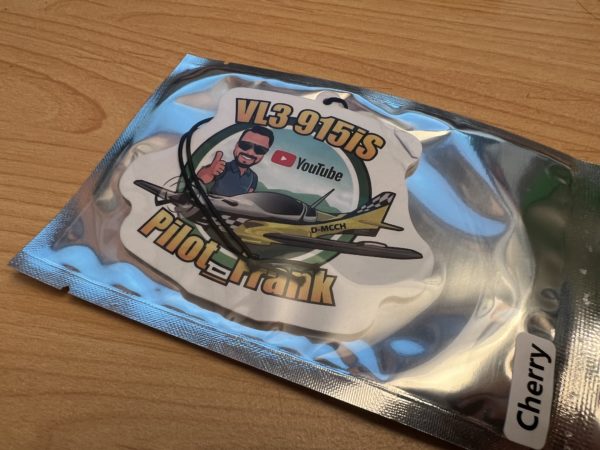 VL3-915iS
YouTube
D-MCCH
Pilot_Frank
Cherry